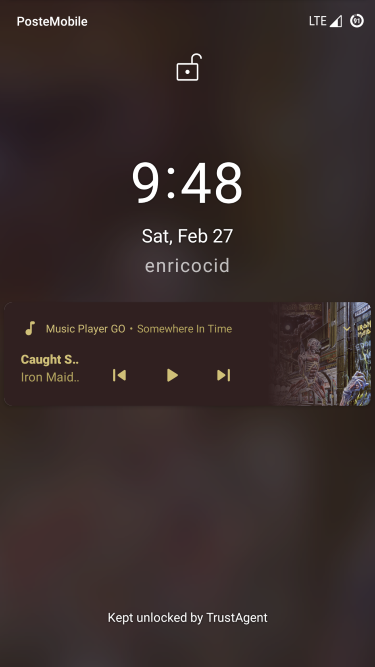 PosteMobile
LTE
91
9:48
Sat, Feb 27
enricocid
Music Player GO • Somewhere In Time
Caught S..
Iron Maid..
Kept unlocked by TrustAgent